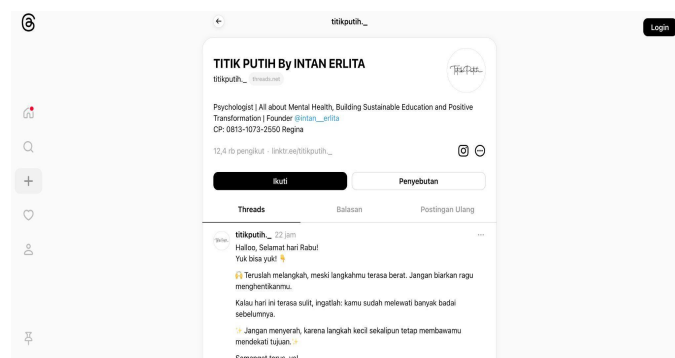 titikputih._
Login
TITIK PUTIH By INTAN ERLITA
titikputih._ threads.net
Psychologist | All about Mental Health, Building Sustainable Education and Positive
Transformation | Founder @intan__erlita
CP: 0813-1073-2550 Regina
12,4 rb pengikut · linktr.ee/titikputih._
Ikuti
Penyebutan
Threads
Balasan
Postingan Ulang
titikputih._ 22 jam
Halloo, Selamat hari Rabu!
Yuk bisa yuk! 👇
🙌 Teruslah melangkah, meski langkahmu terasa berat. Jangan biarkan ragu
menghentikanmu.
Kalau hari ini terasa sulit, ingatlah: kamu sudah melewati banyak badai
sebelumnya.
✨ Jangan menyerah, karena langkah kecil sekalipun tetap membawamu
mendekati tujuan.✨
Semangat terus, ya!